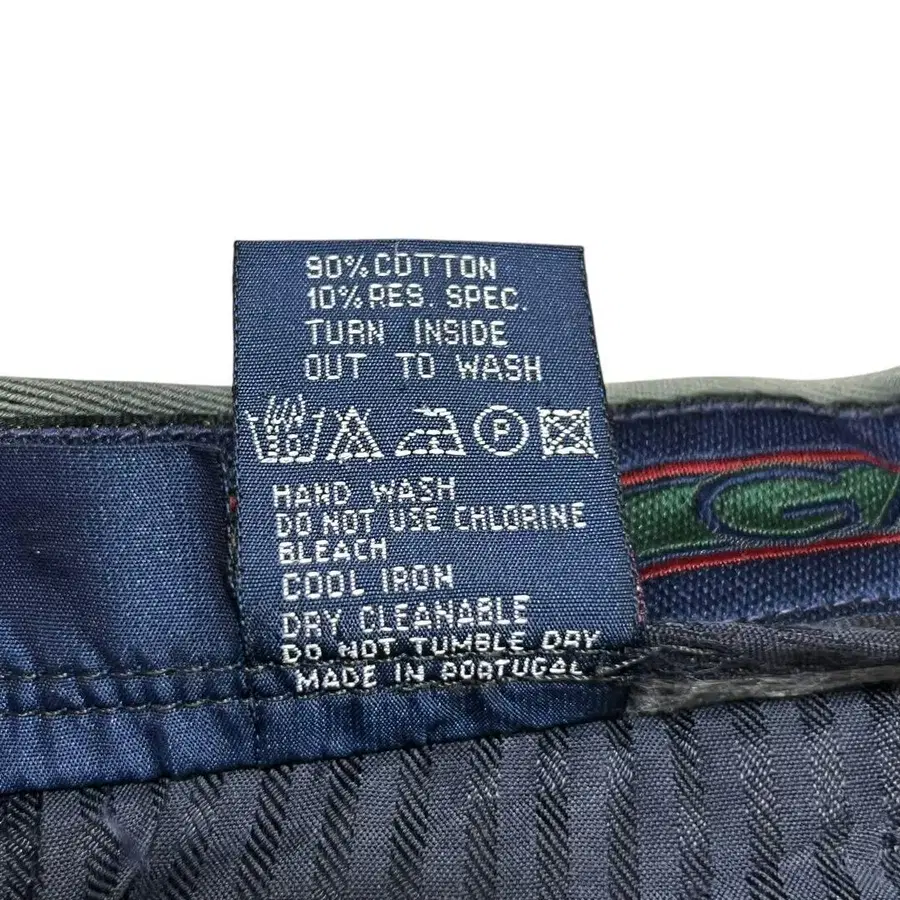 90% COTTON
10% RES. SPEC.
TURN INSIDE
OUT TO WASH
30
P
HAND WASH
DO NOT USE CHLORINE
BLEACH
COOL IRON
DRY CLEANABLE
DO NOT TUMBLE DRY
MADE IN PORTUGAL